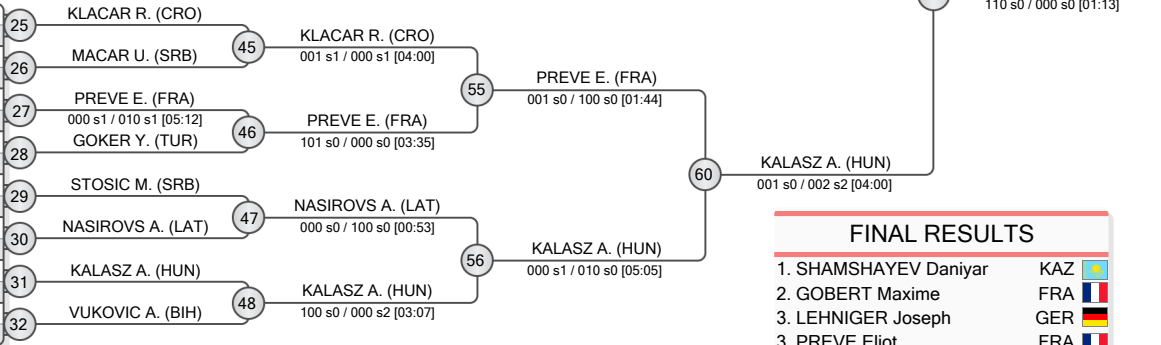 110 s0 / 000 s0 [01:13]
25
KLACAR R. (CRO)
26
MACAR U. (SRB)
45
KLACAR R. (CRO)
001 s1 / 000 s1 [04:00]
27
PREVE E. (FRA)
000 s1 / 010 s1 [05:12]
28
GOKER Y. (TUR)
46
PREVE E. (FRA)
101 s0 / 000 s0 [03:35]
55
PREVE E. (FRA)
001 s0 / 100 s0 [01:44]
29
STOSIC M. (SRB)
30
NASIROVS A. (LAT)
47
NASIROVS A. (LAT)
000 s0 / 100 s0 [00:53]
31
KALASZ A. (HUN)
32
VUKOVIC A. (BIH)
48
KALASZ A. (HUN)
100 s0 / 000 s2 [03:07]
56
KALASZ A. (HUN)
000 s1 / 010 s0 [05:05]
60
KALASZ A. (HUN)
001 s0 / 002 s2 [04:00]
FINAL RESULTS
1. SHAMSHAYEV Daniyar KAZ
2. GOBERT Maxime FRA
3. LEHNIGER Joseph GER
3. PREVE Eliot FRA